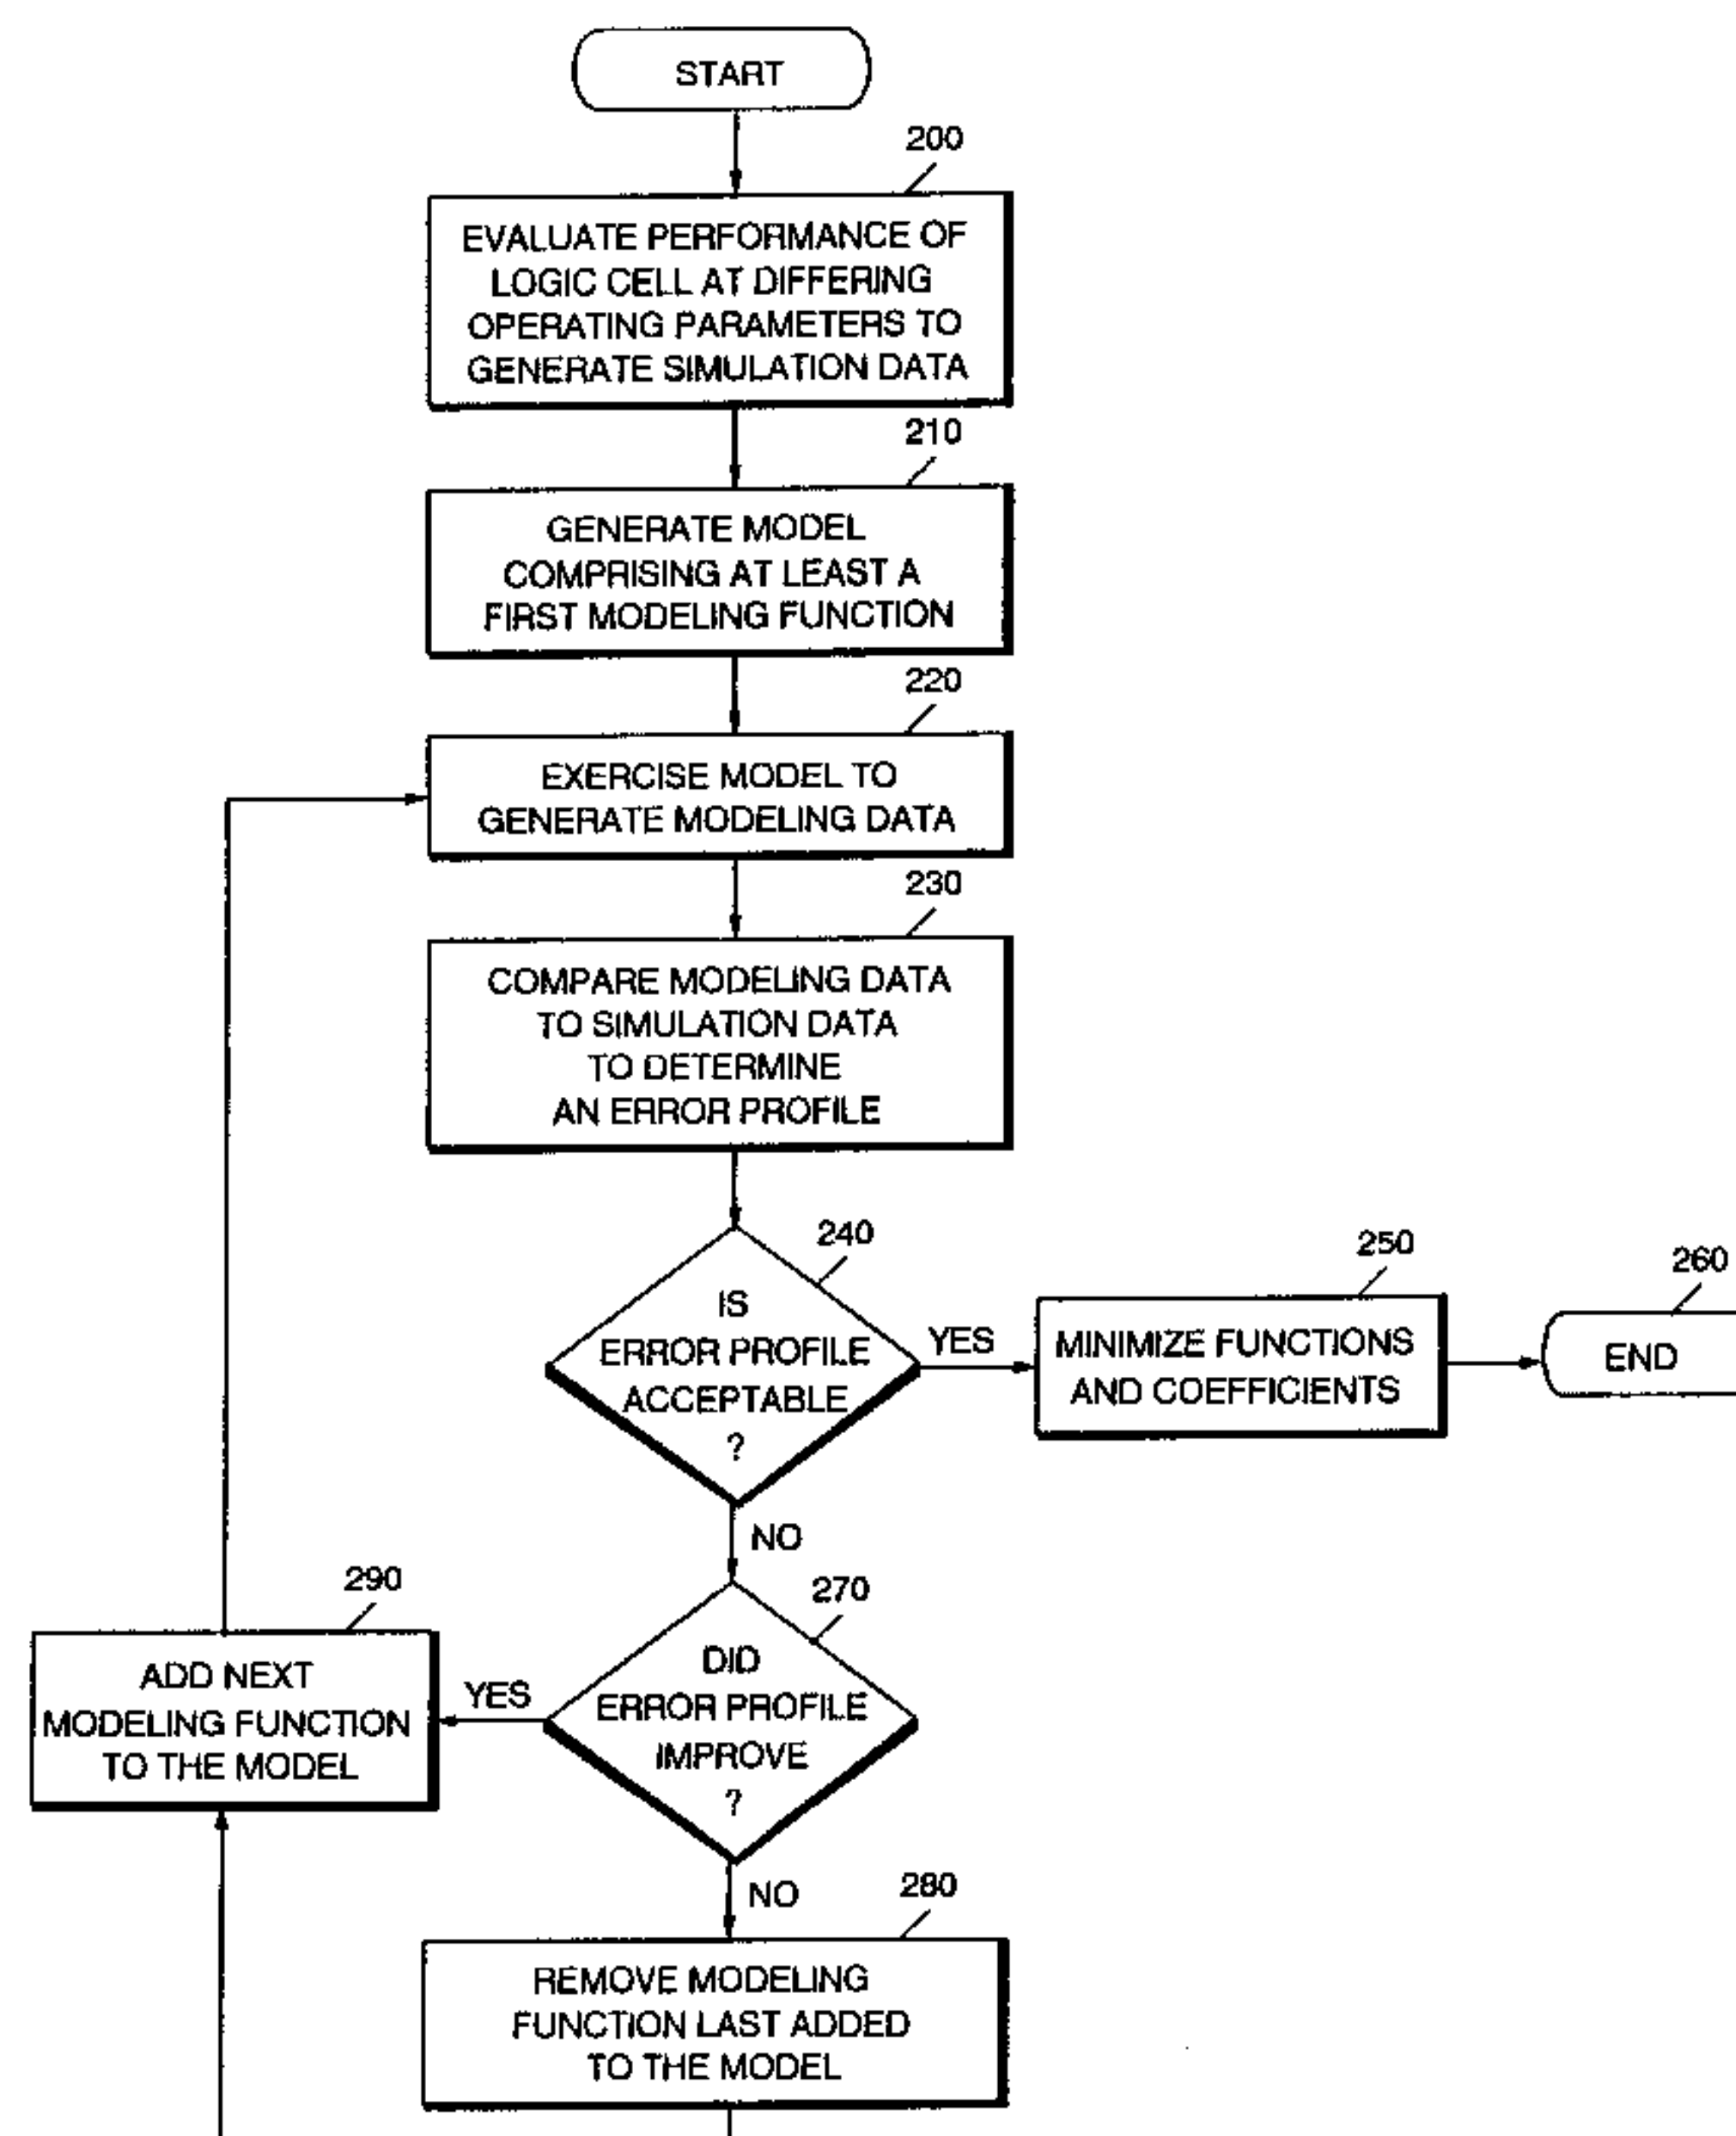 START
200
EVALUATE PERFORMANCE OF
LOGIC CELL AT DIFFERING
OPERATING PARAMETERS TO
GENERATE SIMULATION DATA
210
GENERATE MODEL
COMPRISING AT LEAST A
FIRST MODELING FUNCTION
220
EXERCISE MODEL TO
GENERATE MODELING DATA
230
COMPARE MODELING DATA
TO SIMULATION DATA
TO DETERMINE
AN ERROR PROFILE
240
IS
ERROR PROFILE
ACCEPTABLE
?
YES
250
MINIMIZE FUNCTIONS
AND COEFFICIENTS
260
END
NO
270
DID
ERROR PROFILE
IMPROVE
?
YES
290
ADD NEXT
MODELING FUNCTION
TO THE MODEL
NO
280
REMOVE MODELING
FUNCTION LAST ADDED
TO THE MODEL